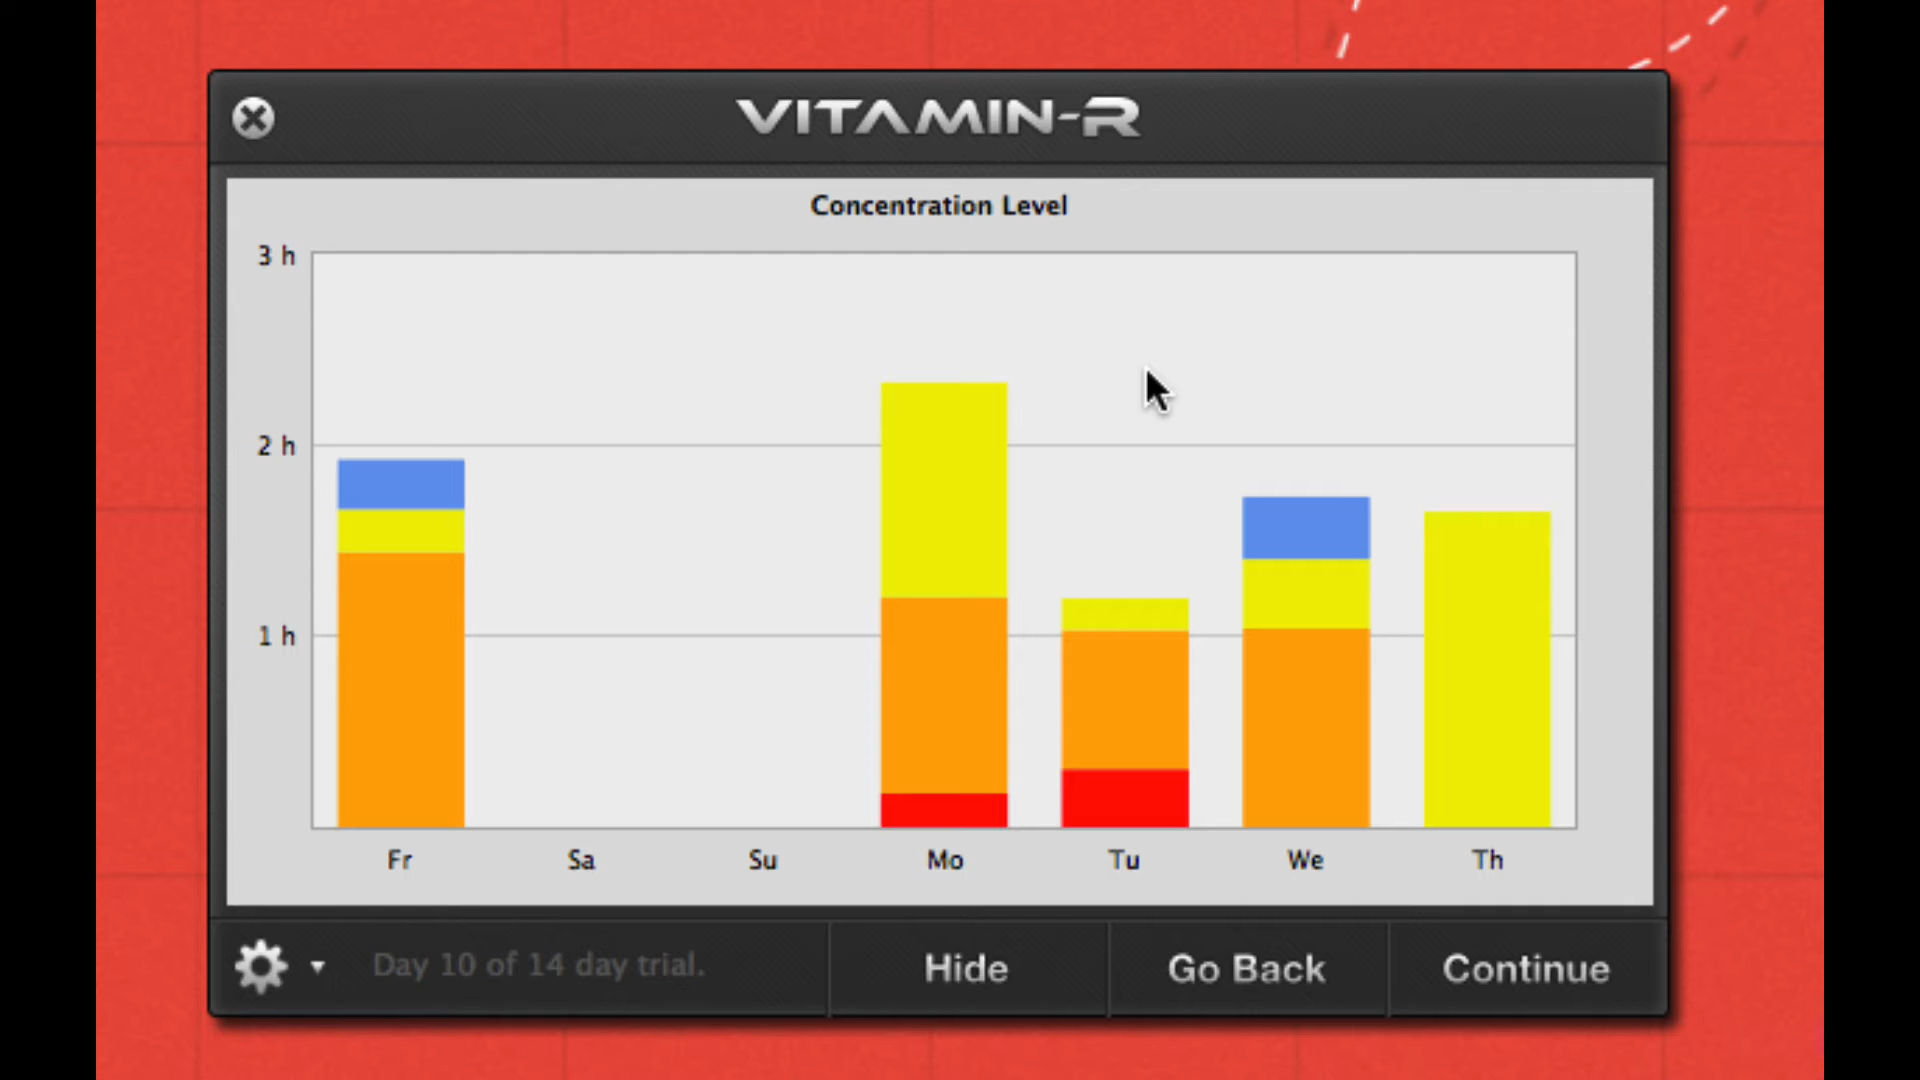 VITAMIN-R
Concentration Level
3 h
2 h
1 h
Fr Sa Su Mo Tu We Th
Day 10 of 14 day trial.
Hide
Go Back
Continue